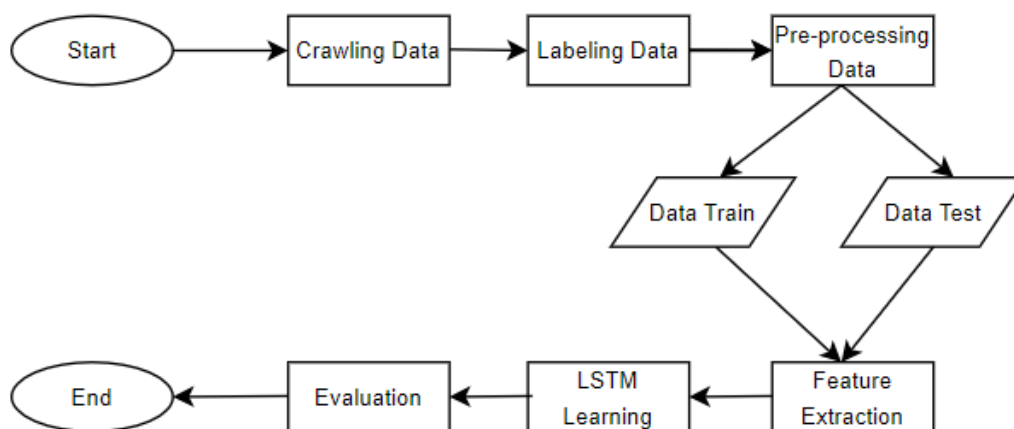 Start
Crawling Data
Labeling Data
Pre-processing
Data
Data Train
Data Test
End
Evaluation
LSTM
Learning
Feature
Extraction